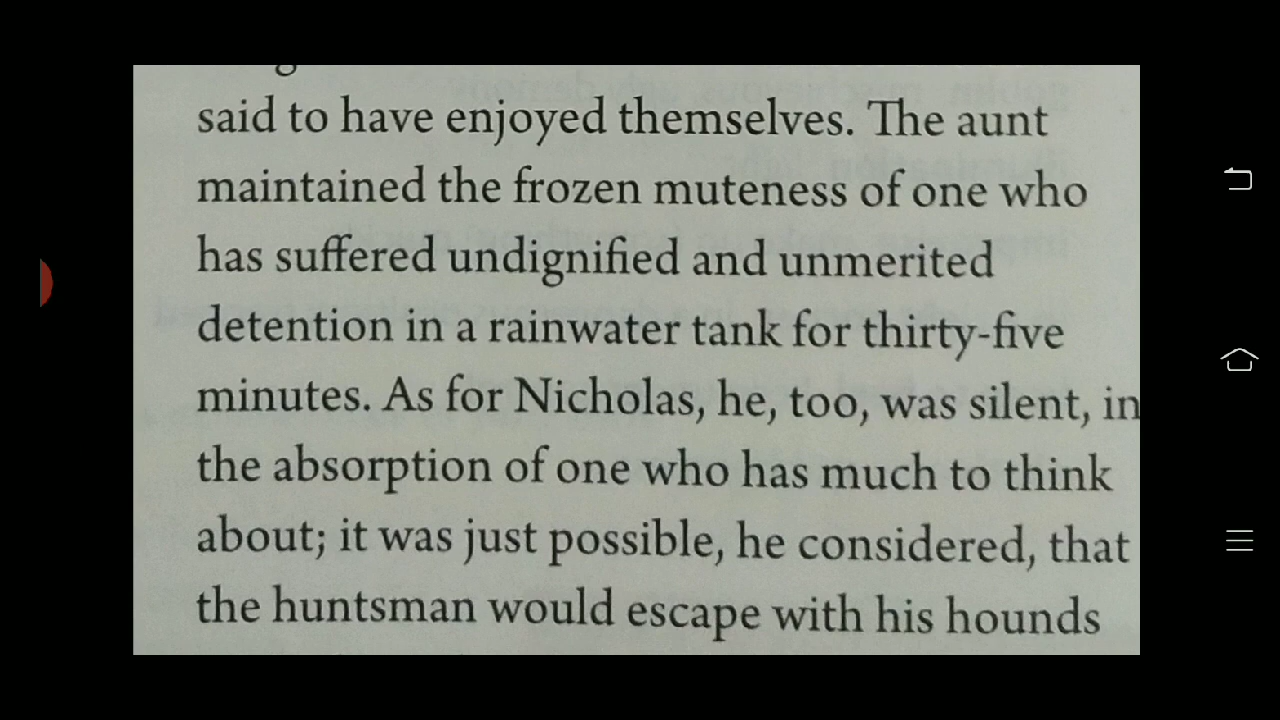 said to have enjoyed themselves. The aunt
maintained the frozen muteness of one who
has suffered undignified and unmerited
detention in a rainwater tank for thirty-five
minutes. As for Nicholas, he, too, was silent, in
the absorption of one who has much to think
about; it was just possible, he considered, that
the huntsman would escape with his hounds